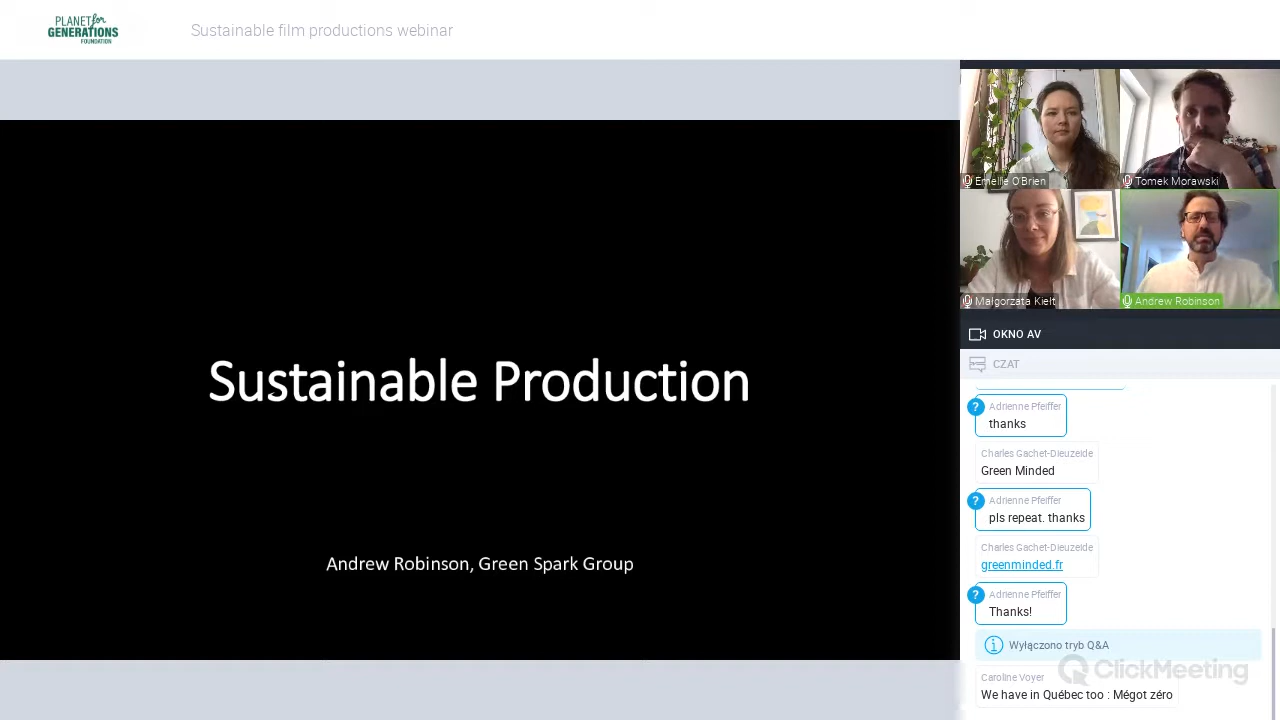 PLANET for
GENERATIONS
FOUNDATION
Sustainable film productions webinar
Sustainable Production
Andrew Robinson, Green Spark Group
Emellie O'Brien
Tomek Morawski
Małgorzata Kielt
Andrew Robinson
OKNO AV
CZAT
? Adrienne Pfeiffer
thanks
Charles Gachet-Dieuzeide
Green Minded
? Adrienne Pfeiffer
pls repeat. thanks
Charles Gachet-Dieuzeide
greenminded.fr
? Adrienne Pfeiffer
Thanks!
Wyłączono tryb Q&A
ClickMeeting
Caroline Voyer
We have in Québec too : Mégot zéro